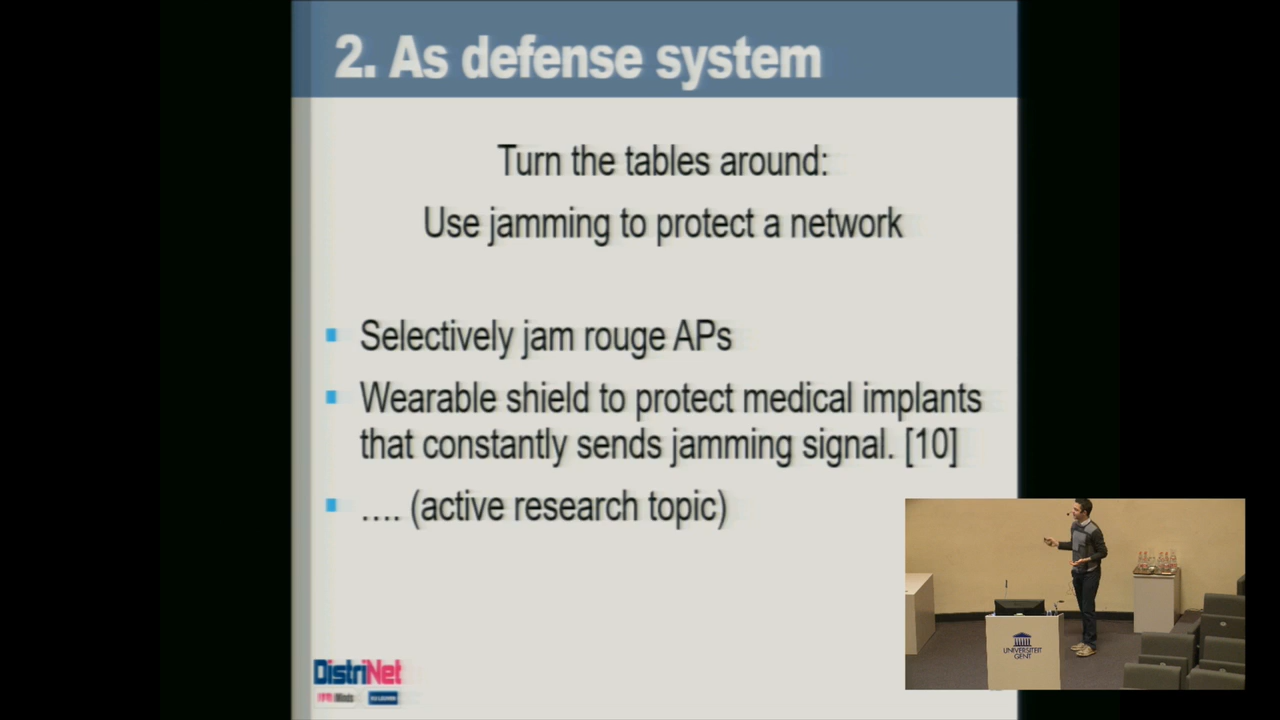 2. As defense system
Turn the tables around:
Use jamming to protect a network
Selectively jam rouge APs
Wearable shield to protect medical implants
that constantly sends jamming signal. [10]
…. (active research topic)
DistriNet
UNIVERSITEIT
GENT